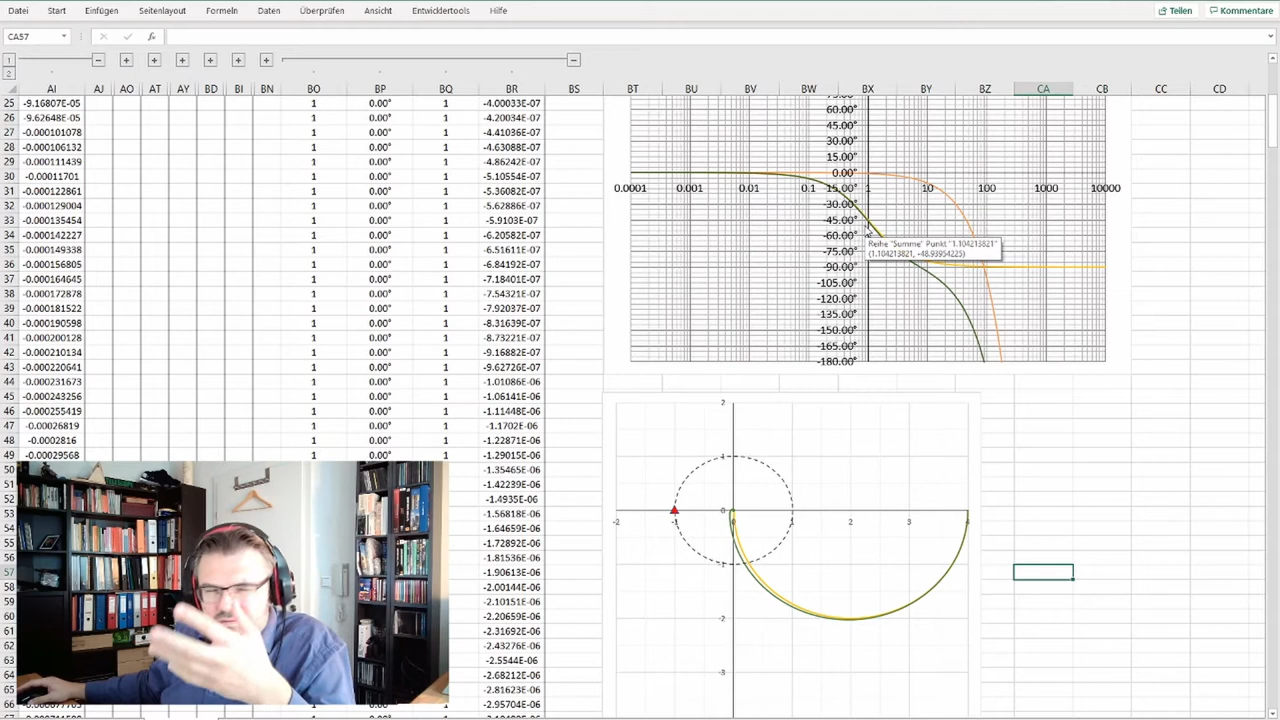 Datei Start Einfügen Seitenlayout Formeln Daten Überprüfen Ansicht Entwicklertools Hilfe Teilen Kommentare
CA57 fx
1
2
AI AJ AO AT AY BD BI BN BO BP BQ BR BS BT BU BV BW BX BY BZ CA CB CC CD
25 -9.16807E-05 1 0.00° 1 -4.00033E-07
26 -9.62648E-05 1 0.00° 1 -4.20034E-07
27 -0.000101078 1 0.00° 1 -4.41036E-07
28 -0.000106132 1 0.00° 1 -4.63088E-07
29 -0.000111439 1 0.00° 1 -4.86242E-07
30 -0.00011701 1 0.00° 1 -5.10554E-07
31 -0.000122861 1 0.00° 1 -5.36082E-07
32 -0.000129004 1 0.00° 1 -5.62886E-07
33 -0.000135454 1 0.00° 1 -5.9103E-07
34 -0.000142227 1 0.00° 1 -6.20582E-07
35 -0.000149338 1 0.00° 1 -6.51611E-07
36 -0.000156805 1 0.00° 1 -6.84192E-07
37 -0.000164645 1 0.00° 1 -7.18401E-07
38 -0.000172878 1 0.00° 1 -7.54321E-07
39 -0.000181522 1 0.00° 1 -7.92037E-07
40 -0.000190598 1 0.00° 1 -8.31639E-07
41 -0.000200128 1 0.00° 1 -8.73221E-07
42 -0.000210134 1 0.00° 1 -9.16882E-07
43 -0.000220641 1 0.00° 1 -9.62726E-07
44 -0.000231673 1 0.00° 1 -1.01086E-06
45 -0.000243256 1 0.00° 1 -1.06141E-06
46 -0.000255419 1 0.00° 1 -1.11448E-06
47 -0.00026819 1 0.00° 1 -1.1702E-06
48 -0.0002816 1 0.00° 1 -1.22871E-06
49 -0.00029568 1 0.00° 1 -1.29015E-06
50 -1.35465E-06
51 -1.42239E-06
52 -1.4935E-06
53 -1.56818E-06
54 -1.64659E-06
55 -1.72892E-06
56 -1.81536E-06
57 -1.90613E-06
58 -2.00144E-06
59 -2.10151E-06
60 -2.20659E-06
61 -2.31692E-06
62 -2.43276E-06
63 -2.5544E-06
64 -2.68212E-06
65 -2.81623E-06
66 -2.95704E-06
60.00°
45.00°
30.00°
15.00°
0.00°
0.0001 0.001 0.01 0.1 15.00° 1 10 100 1000 10000
-30.00°
-45.00°
-60.00°
Reihe "Summe" Punkt "1.104213821"
(1.104213821, -48.93954225)
-90.00°
-105.00°
-120.00°
-135.00°
-150.00°
-165.00°
-180.00°
2
1
0
-2 -1 0 1 2 3 4
-1
-2
-3